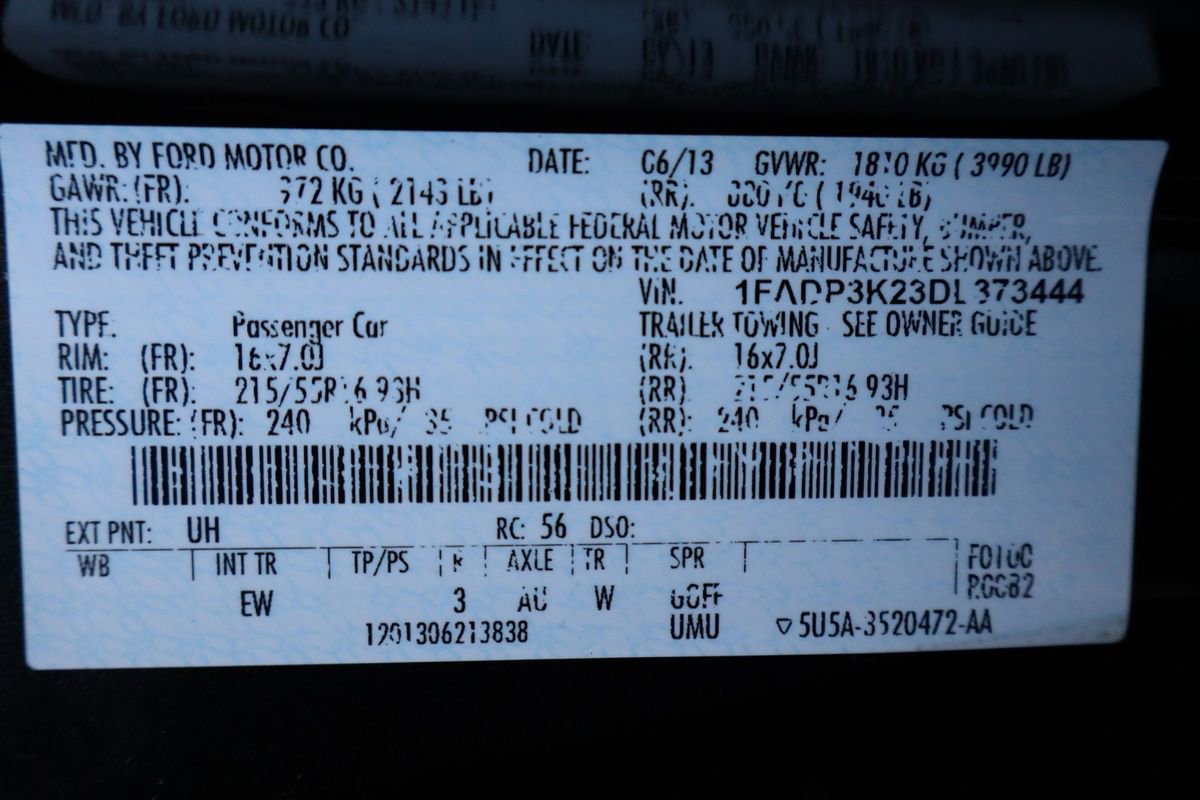 MFD. BY FORD MOTOR CO. DATE: 06/13 GVWR: 1810 KG ( 3990 LB)
GAWR: (FR): 972 KG ( 2143 LB) (RR): 880 KG ( 1940 LB)
THIS VEHICLE CONFORMS TO ALL APPLICABLE FEDERAL MOTOR VEHICLE SAFETY, BUMPER,
AND THEFT PREVENTION STANDARDS IN EFFECT ON THE DATE OF MANUFACTURE SHOWN ABOVE.
VIN: 1FADP3K23DL373444
TYPE: Passenger Car TRAILER TOWING - SEE OWNER GUIDE
RIM: (FR): 16x7.0J (RR): 16x7.0J
TIRE: (FR): 215/55R16 93H (RR): 215/55R16 93H
PRESSURE: (FR): 240 kPa/ 35 PSI COLD (RR): 240 kPa/ 35 PSI COLD
EXT PNT: UH RC: 56 DSO:
WB INT TR TP/PS R AXLE TR SPR
EW 3 AU W
1201306213838 UMU ▽5U5A-3520472-AA